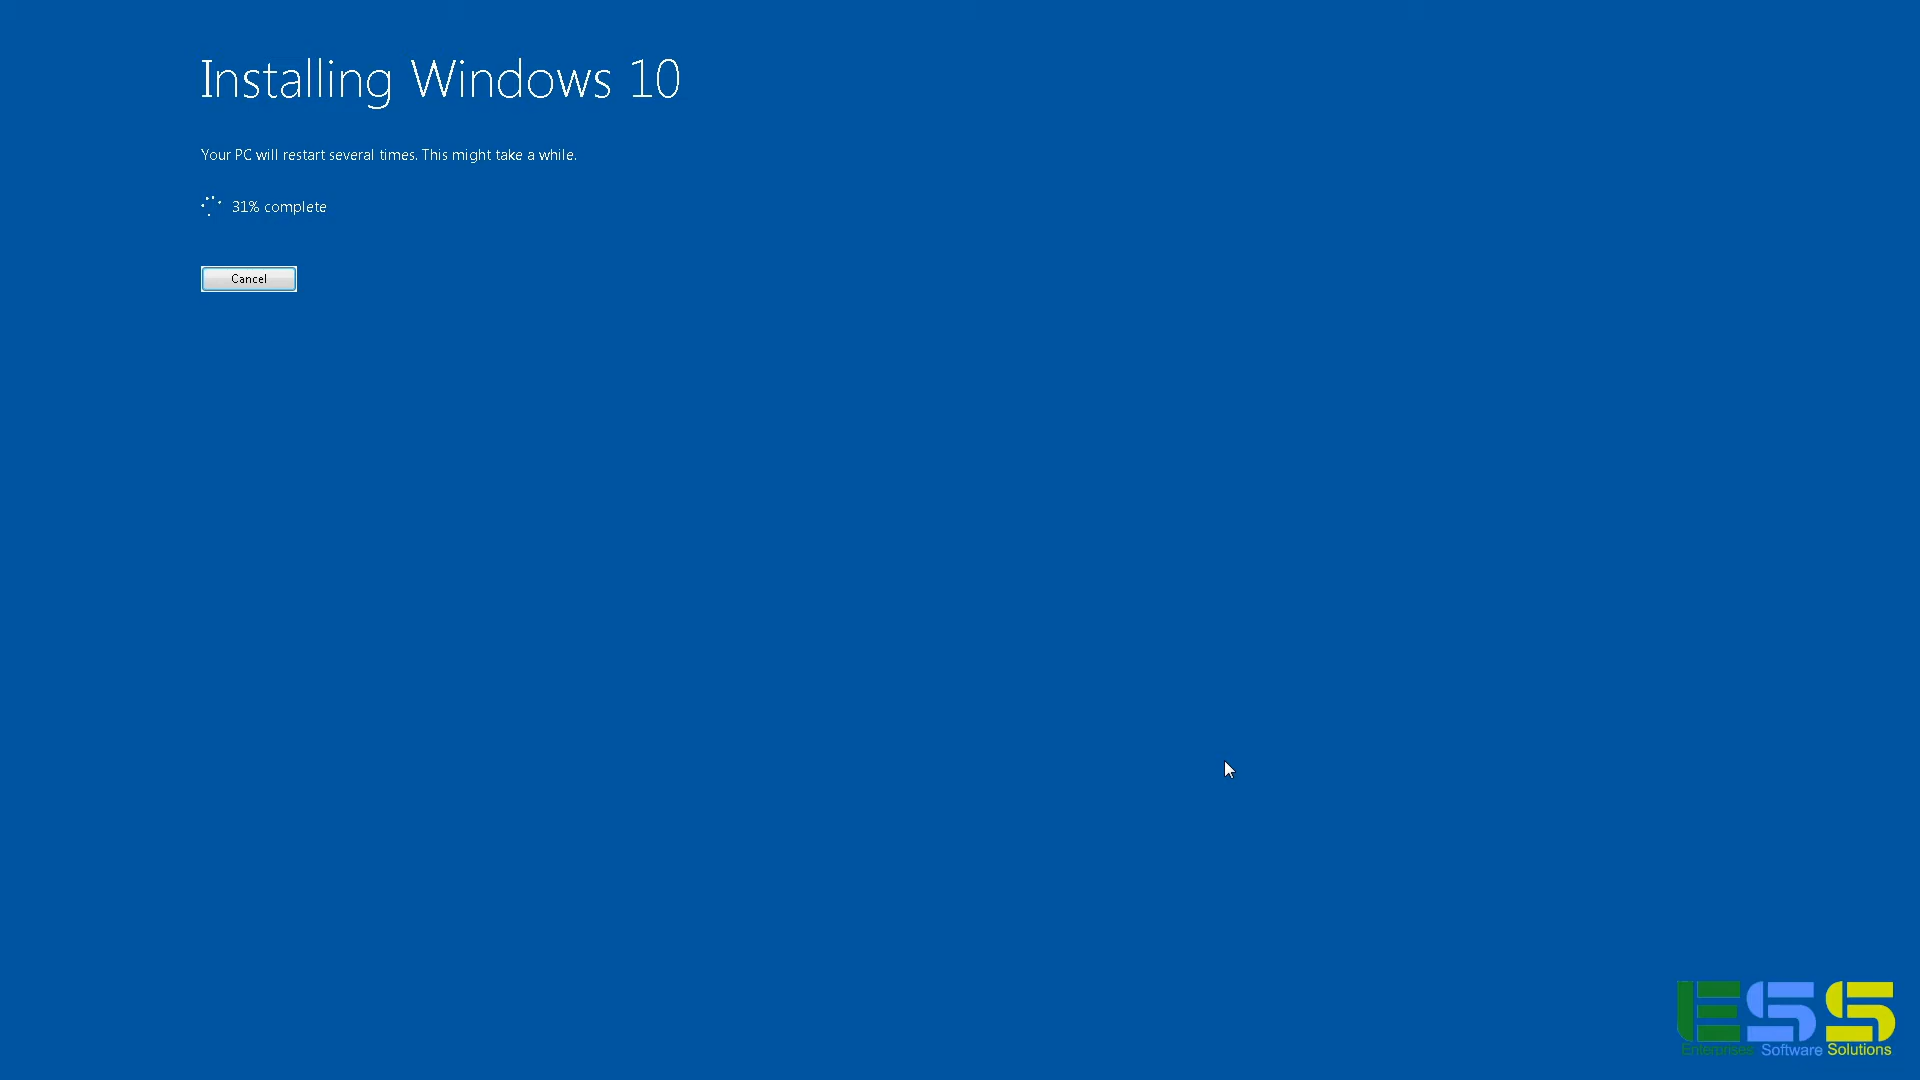 Installing Windows 10
Your PC will restart several times. This might take a while.
31% complete
Cancel
ESS
Enterprises Software Solutions